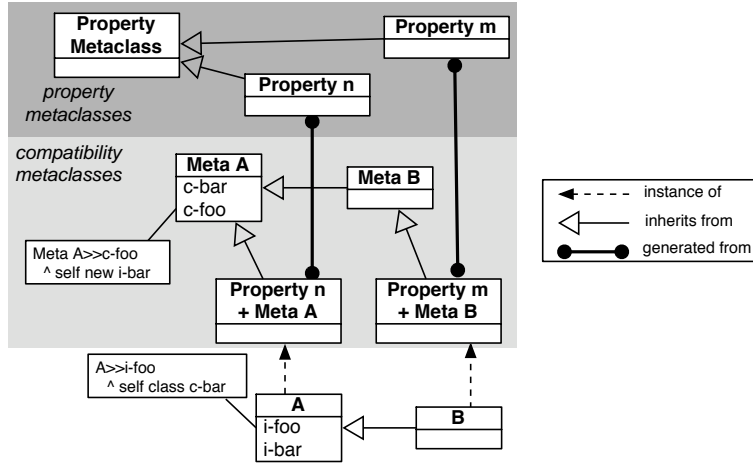 Property
Metaclass
Property m
Property n
property
metaclasses
compatibility
metaclasses
Meta A
c-bar
c-foo
Meta B
instance of
inherits from
generated from
Meta A>>c-foo
^ self new i-bar
Property n
+ Meta A
Property m
+ Meta B
A>>i-foo
^ self class c-bar
A
i-foo
i-bar
B